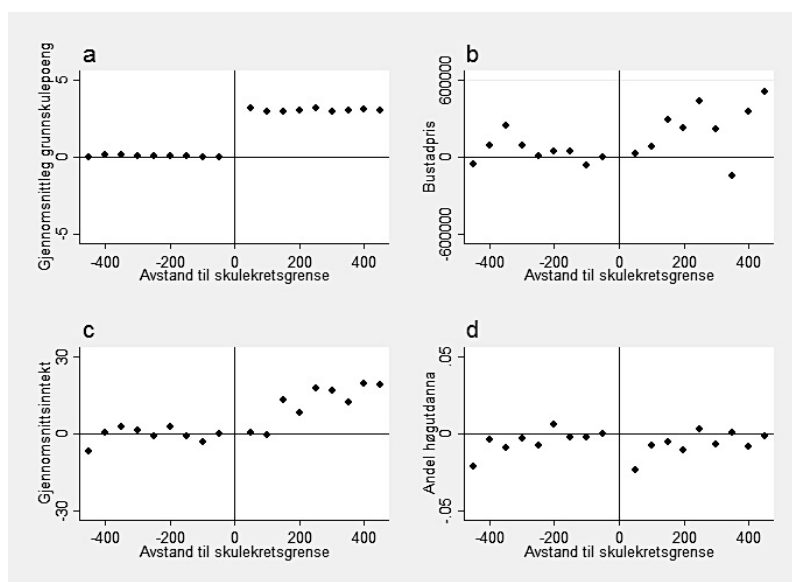 a
Gjennomsnittleg grunnskulepoeng
5
0
-5
-400 -200 0 200 400
Avstand til skulekretsgrense
b
Bustadpris
600000
0
-600000
-400 -200 0 200 400
Avstand til skulekretsgrense
c
Gjennomsnittsinntekt
30
0
-30
-400 -200 0 200 400
Avstand til skulekretsgrense
d
Andel høgutdanna
.05
0
-.05
-400 -200 0 200 400
Avstand til skulekretsgrense